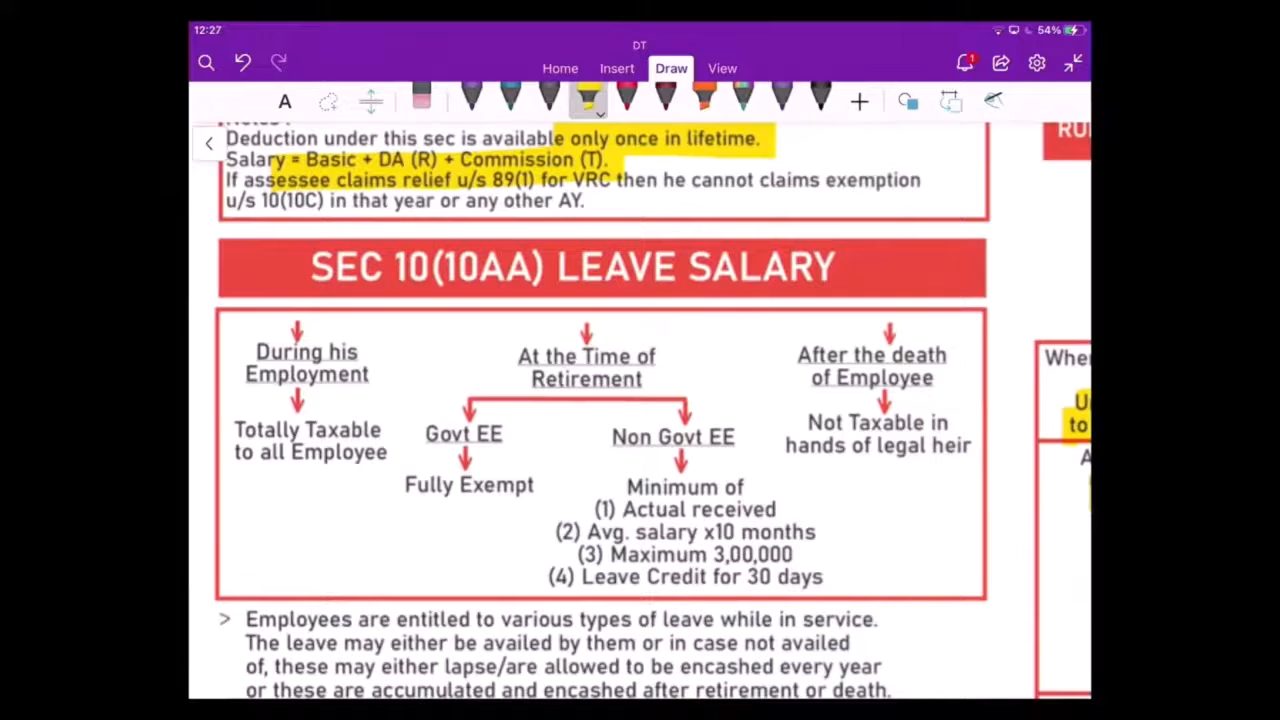 12:27
54%
DT
Home Insert Draw View
1
A
Deduction under this sec is available only once in lifetime.
Salary = Basic + DA (R) + Commission (T).
If assessee claims relief u/s 89(1) for VRC then he cannot claims exemption
u/s 10(10C) in that year or any other AY.
SEC 10(10AA) LEAVE SALARY
During his
Employment
Totally Taxable
to all Employee
At the Time of
Retirement
Govt EE
Fully Exempt
Non Govt EE
Minimum of
(1) Actual received
(2) Avg. salary x10 months
(3) Maximum 3,00,000
(4) Leave Credit for 30 days
After the death
of Employee
Not Taxable in
hands of legal heir
> Employees are entitled to various types of leave while in service.
The leave may either be availed by them or in case not availed
of, these may either lapse/are allowed to be encashed every year
or these are accumulated and encashed after retirement or death.
to